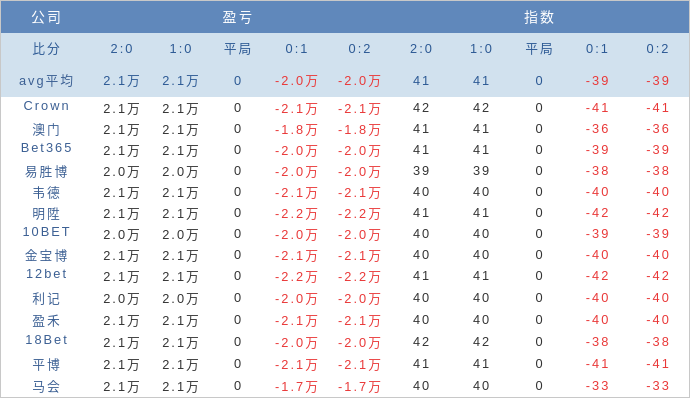 公司 盈亏 指数
比分 2:0 1:0 平局 0:1 0:2 2:0 1:0 平局 0:1 0:2
avg平均 2.1万 2.1万 0 -2.0万 -2.0万 41 41 0 -39 -39
Crown 2.1万 2.1万 0 -2.1万 -2.1万 42 42 0 -41 -41
澳门 2.1万 2.1万 0 -1.8万 -1.8万 41 41 0 -36 -36
Bet365 2.1万 2.1万 0 -2.0万 -2.0万 41 41 0 -39 -39
易胜博 2.0万 2.0万 0 -2.0万 -2.0万 39 39 0 -38 -38
韦德 2.1万 2.1万 0 -2.1万 -2.1万 40 40 0 -40 -40
明陞 2.1万 2.1万 0 -2.2万 -2.2万 41 41 0 -42 -42
10BET 2.0万 2.0万 0 -2.0万 -2.0万 40 40 0 -39 -39
金宝博 2.1万 2.1万 0 -2.1万 -2.1万 40 40 0 -40 -40
12bet 2.1万 2.1万 0 -2.2万 -2.2万 41 41 0 -42 -42
利记 2.0万 2.0万 0 -2.0万 -2.0万 40 40 0 -40 -40
盈禾 2.1万 2.1万 0 -2.1万 -2.1万 40 40 0 -40 -40
18Bet 2.1万 2.1万 0 -2.0万 -2.0万 42 42 0 -38 -38
平博 2.1万 2.1万 0 -2.1万 -2.1万 41 41 0 -41 -41
马会 2.1万 2.1万 0 -1.7万 -1.7万 40 40 0 -33 -33